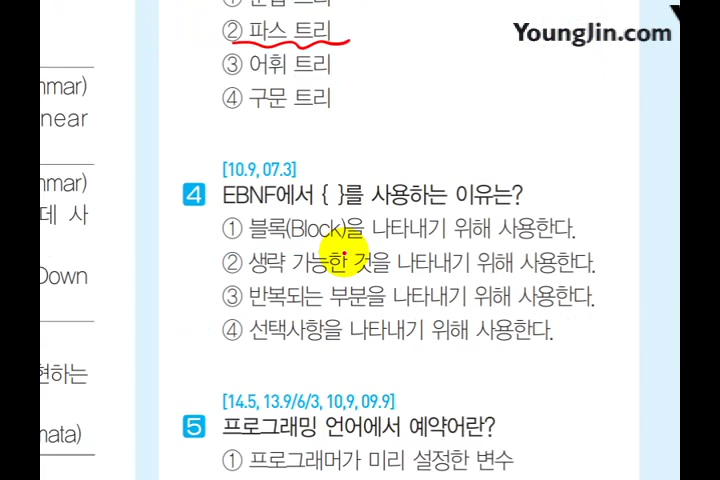 ② 파스 트리
YoungJin.com
③ 어휘 트리
④ 구문 트리
mmar)
near
mmar)
데 사
Down
현하는
mata)
[10.9, 07.3]
4 EBNF에서 { }를 사용하는 이유는?
① 블록(Block)을 나타내기 위해 사용한다.
② 생략 가능한 것을 나타내기 위해 사용한다.
③ 반복되는 부분을 나타내기 위해 사용한다.
④ 선택사항을 나타내기 위해 사용한다.
[14.5, 13.9/6/3, 10,9, 09.9]
5 프로그래밍 언어에서 예약어란?
① 프로그래머가 미리 설정한 변수